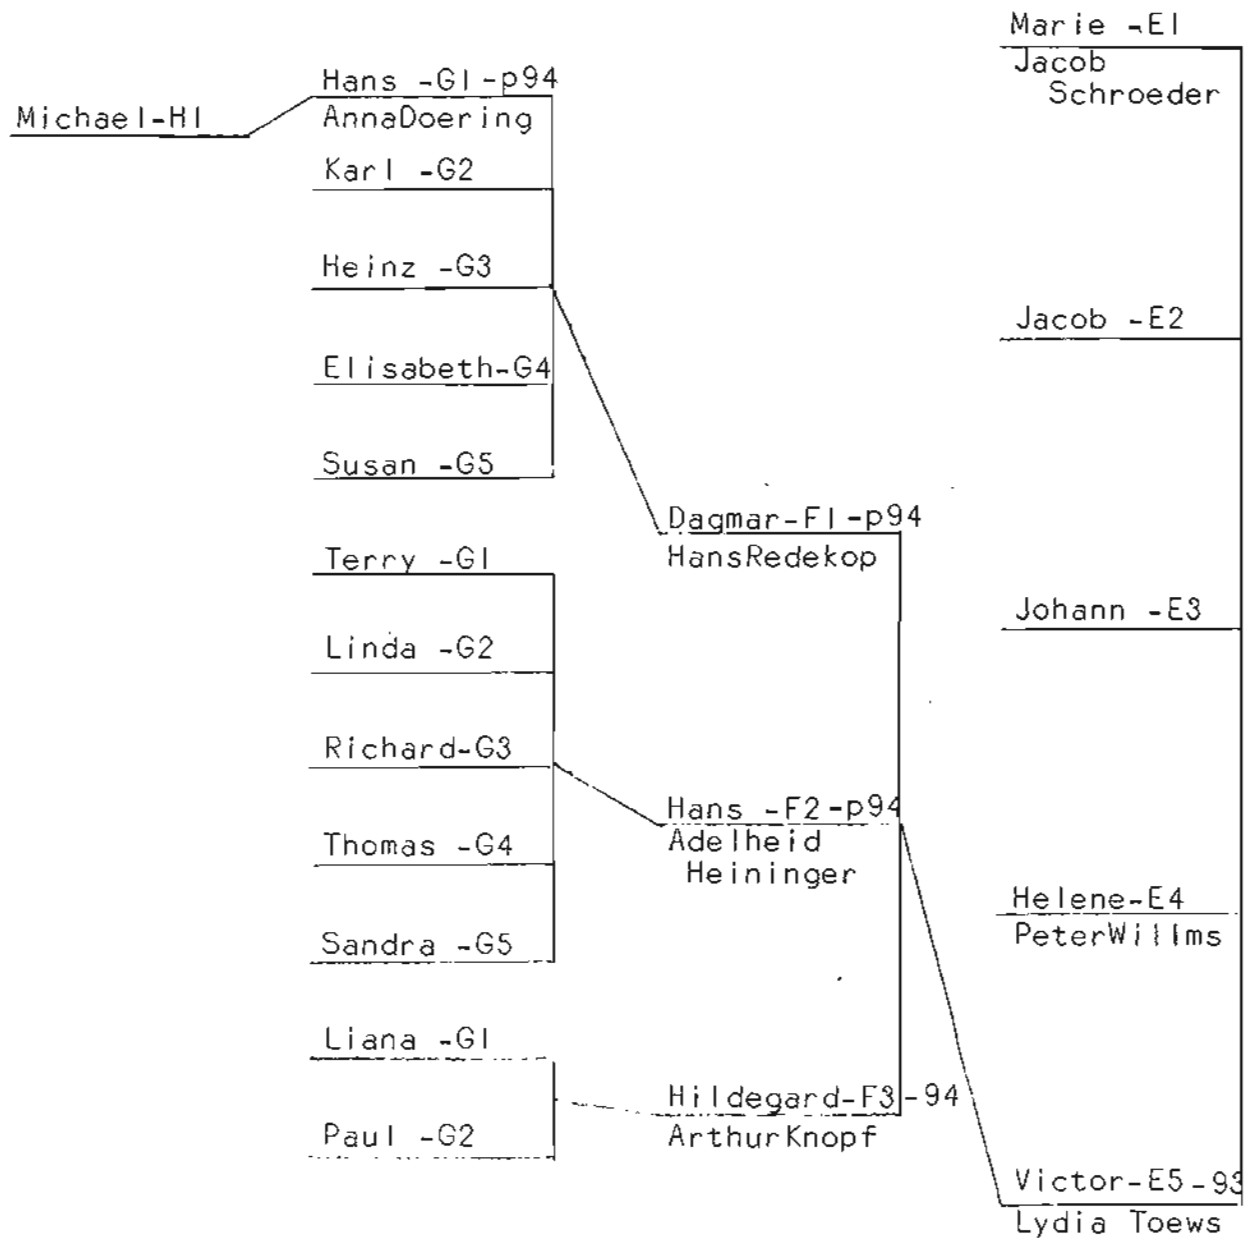 Marie -E1
Jacob
Schroeder
Hans -G1-p94
AnnaDoering
Michael-H1
Karl -G2
Heinz -G3
Jacob -E2
Elisabeth-G4
Susan -G5
Dagmar-F1-p94
HansRedekop
Terry -G1
Johann -E3
Linda -G2
Richard-G3
Hans -F2-p94
Adelheid
Heininger
Thomas -G4
Helene-E4
PeterWillms
Sandra -G5
Liana -G1
Hildegard-F3-94
ArthurKnopf
Paul -G2
Victor-E5-93
Lydia Toews